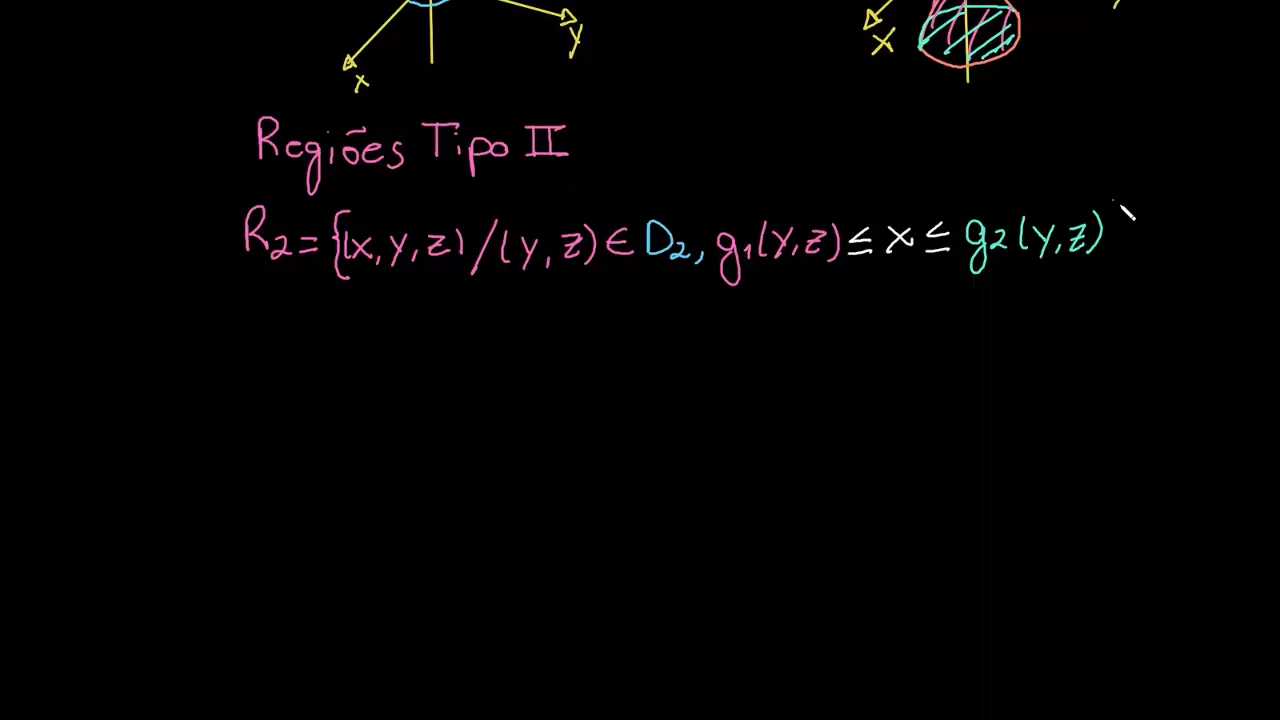 y
x
x
Regiões Tipo II
R₂ = {(x, y, z) / (y, z) ∈ D₂, g₁(y, z) ≤ x ≤ g₂(y, z)